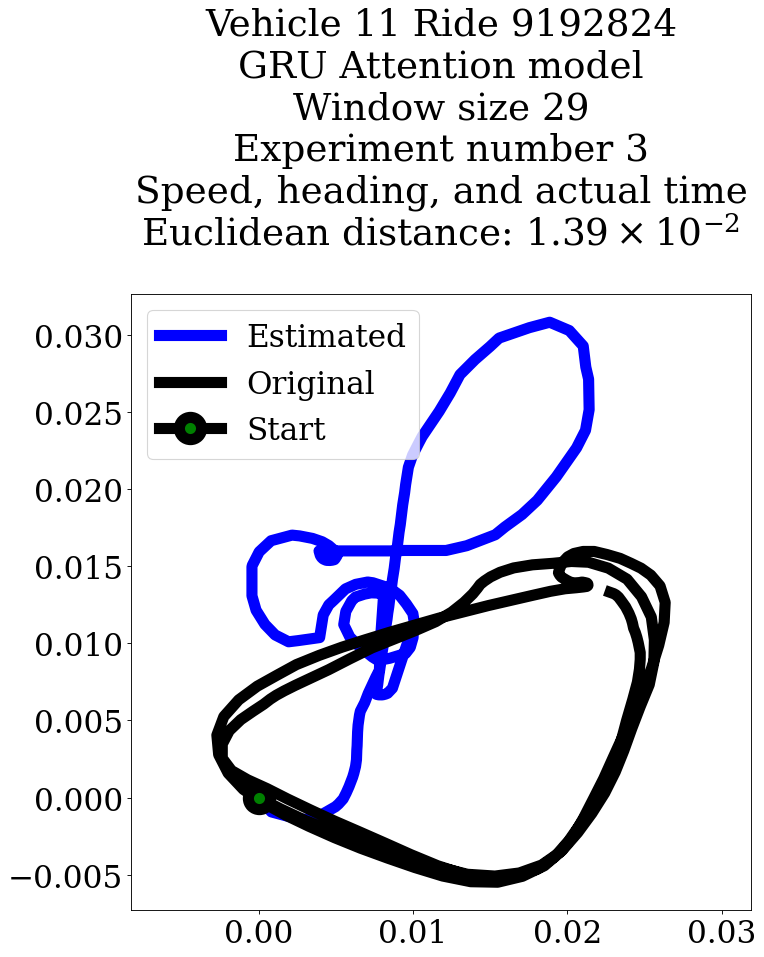 Vehicle 11 Ride 9192824
GRU Attention model
Window size 29
Experiment number 3
Speed, heading, and actual time
Euclidean distance: 1.39 × 10⁻²
Estimated
Original
Start
0.030
0.025
0.020
0.015
0.010
0.005
0.000
−0.005
0.00 0.01 0.02 0.03